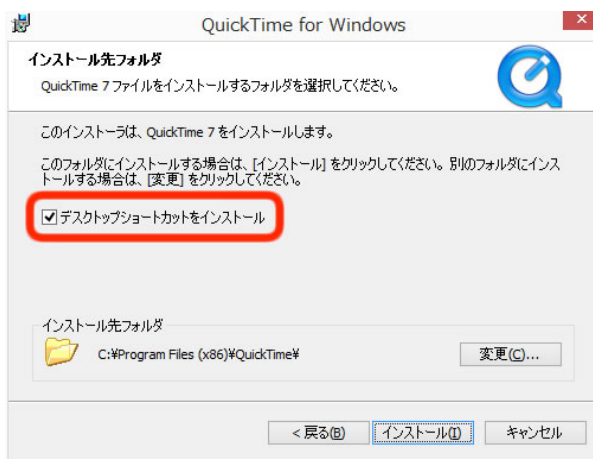 QuickTime for Windows
インストール先フォルダ
QuickTime 7 ファイルをインストールするフォルダを選択してください。
このインストーラは、QuickTime 7 をインストールします。
このフォルダにインストールする場合は、[インストール] をクリックしてください。別のフォルダにインス
トールする場合は、[変更] をクリックしてください。
デスクトップショートカットをインストール
インストール先フォルダ
C:¥Program Files (x86)¥QuickTime¥
変更(C)...
< 戻る(B)
インストール(I)
キャンセル